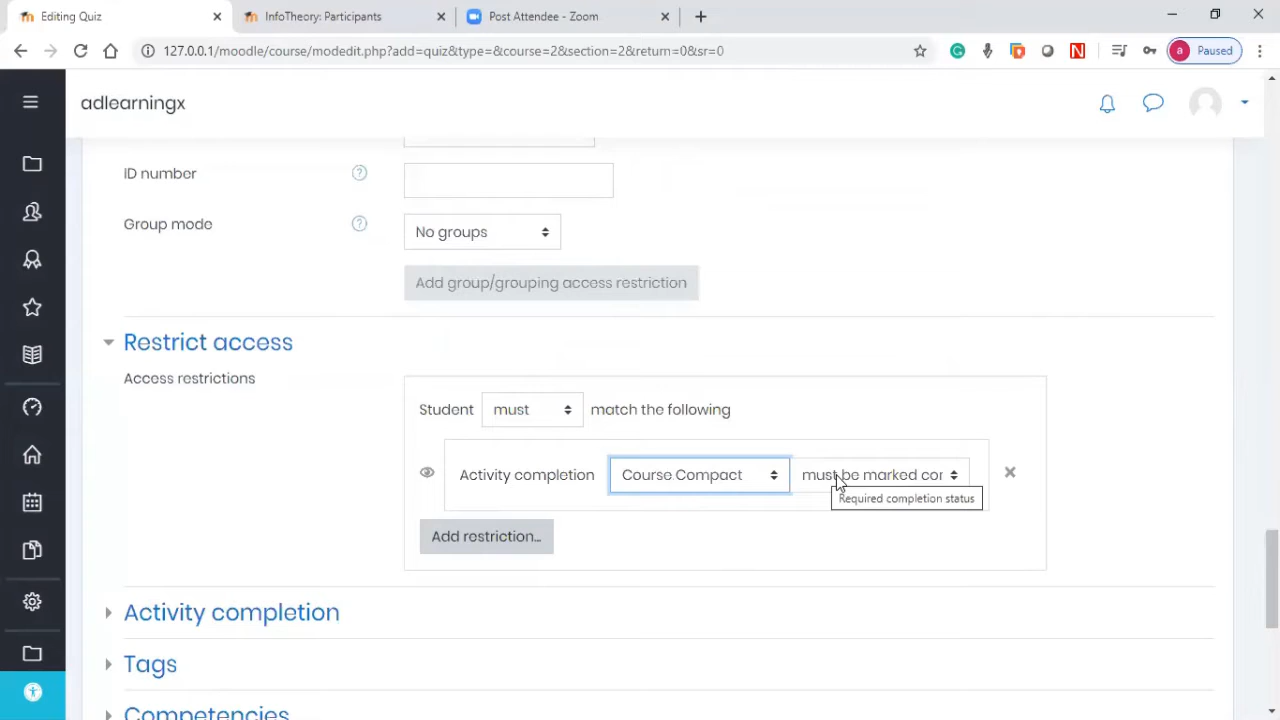 Editing Quiz
InfoTheory: Participants
Post Attendee - Zoom
127.0.0.1/moodle/course/modedit.php?add=quiz&type=&course=2&section=2&return=0&sr=0
N
a
Paused
adlearningx
ID number
Group mode
No groups
Add group/grouping access restriction
Restrict access
Access restrictions
Student must match the following
Activity completion Course Compact must be marked cor
Required completion status
Add restriction...
Activity completion
Tags
Competencies